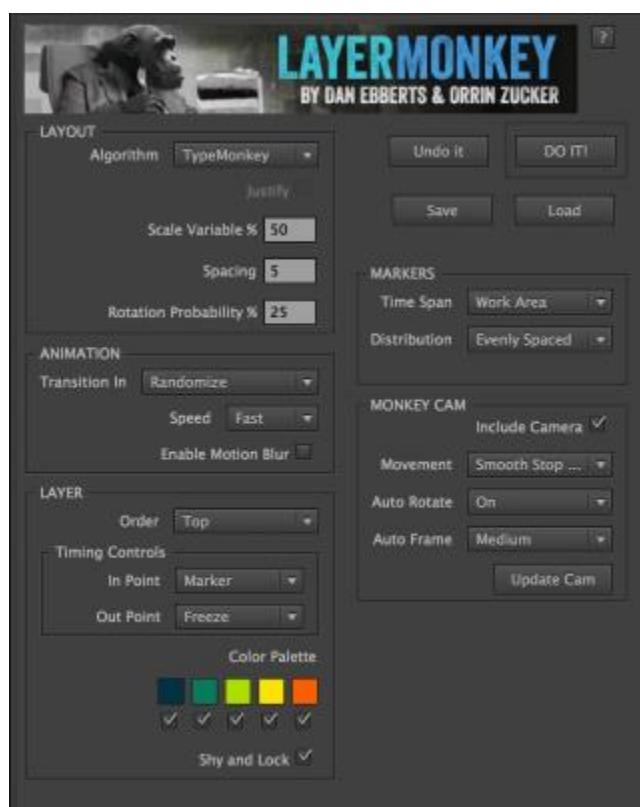 LAYERMONKEY
BY DAN EBBERTS & ORRIN ZUCKER
?
LAYOUT
Algorithm TypeMonkey
Justify
Scale Variable % 50
Spacing 5
Rotation Probability % 25
Undo it DO IT!
Save Load
ANIMATION
Transition In Randomize
Speed Fast
Enable Motion Blur
MARKERS
Time Span Work Area
Distribution Evenly Spaced
LAYER
Order Top
Timing Controls
In Point Marker
Out Point Freeze
Color Palette
Shy and Lock
MONKEY CAM
Include Camera
Movement Smooth Stop ...
Auto Rotate On
Auto Frame Medium
Update Cam